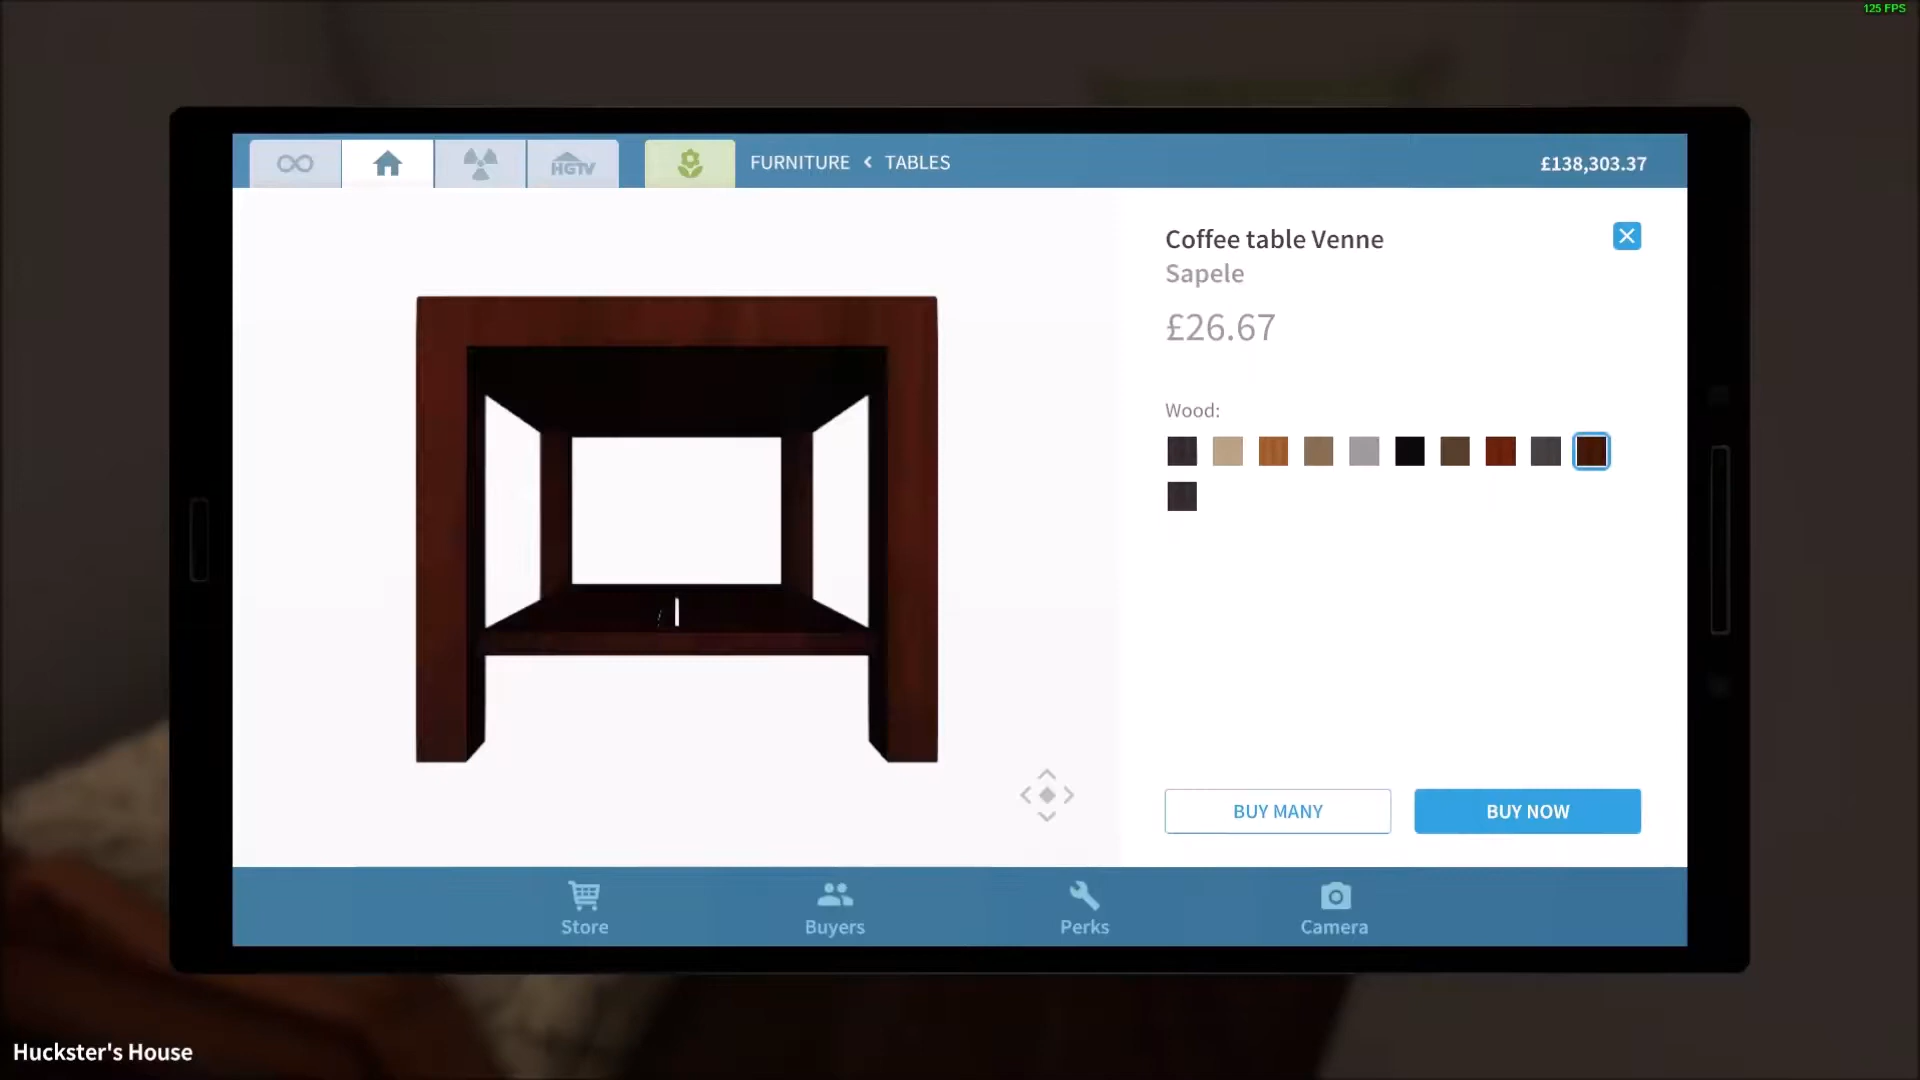 125 FPS
HGTV
FURNITURE < TABLES
£138,303.37
Coffee table Venne
Sapele
£26.67
Wood:
BUY MANY
BUY NOW
Store
Buyers
Perks
Camera
Huckster's House